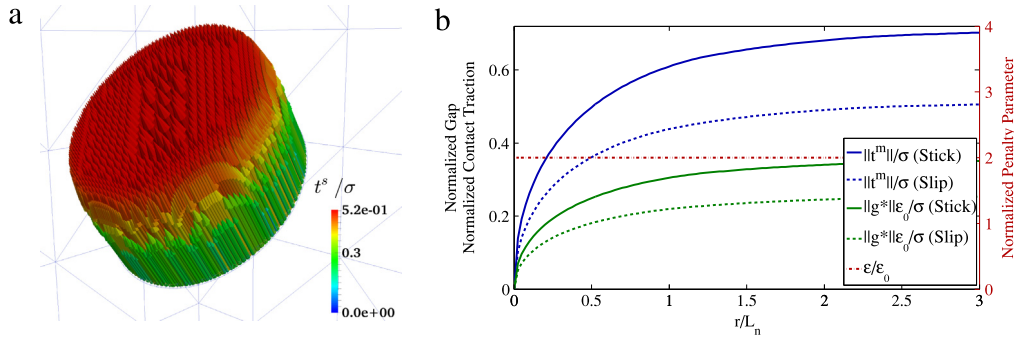 a
t^s /σ
5.2e-01
0.3
0.0e+00
b
Normalized Gap
Normalized Contact Traction
0.6
0.4
0.2
0
0
0.5
1
1.5
2
2.5
3
r/L_n
4
3
2
1
0
Normalized Penalty Parameter
||t^m||/σ (Stick)
||t^m||/σ (Slip)
||g*||ε_0/σ (Stick)
||g*||ε_0/σ (Slip)
ε/ε_0